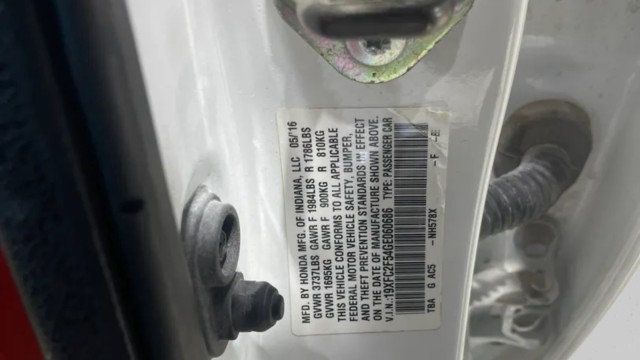 MFD. BY HONDA MFG. OF INDIANA, LLC 05/16
GVWR 3737LBS GAWR F 1984LBS R 1786LBS
GVWR 1695KG GAWR F 900KG R 810KG
THIS VEHICLE CONFORMS TO ALL APPLICABLE
FEDERAL MOTOR VEHICLE SAFETY, BUMPER,
AND THEFT PREVENTION STANDARDS IN EFFECT
ON THE DATE OF MANUFACTURE SHOWN ABOVE.
V.I.N.:19XFC2F54GE060686 TYPE: PASSENGER CAR
TBA G AC5 -NH578X -F